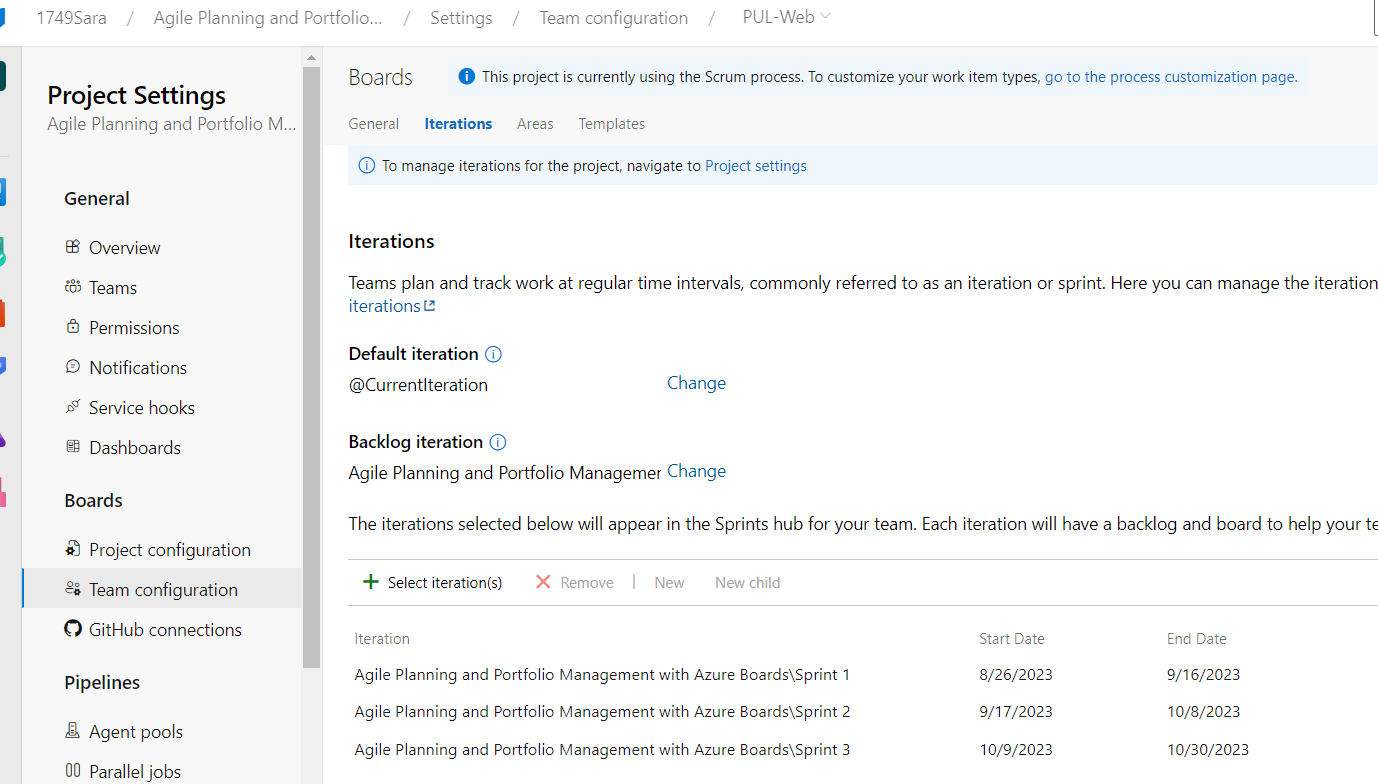 1749Sara / Agile Planning and Portfolio... / Settings / Team configuration / PUL-Web
Project Settings
Agile Planning and Portfolio M...
General
Overview
Teams
Permissions
Notifications
Service hooks
Dashboards
Boards
Project configuration
Team configuration
GitHub connections
Pipelines
Agent pools
Parallel jobs
Boards
This project is currently using the Scrum process. To customize your work item types, go to the process customization page.
General Iterations Areas Templates
To manage iterations for the project, navigate to Project settings
Iterations
Teams plan and track work at regular time intervals, commonly referred to as an iteration or sprint. Here you can manage the iteration
iterations
Default iteration
@CurrentIteration Change
Backlog iteration
Agile Planning and Portfolio Managemer Change
The iterations selected below will appear in the Sprints hub for your team. Each iteration will have a backlog and board to help your te
Select iteration(s) Remove | New New child
Iteration Start Date End Date
Agile Planning and Portfolio Management with Azure Boards\Sprint 1 8/26/2023 9/16/2023
Agile Planning and Portfolio Management with Azure Boards\Sprint 2 9/17/2023 10/8/2023
Agile Planning and Portfolio Management with Azure Boards\Sprint 3 10/9/2023 10/30/2023